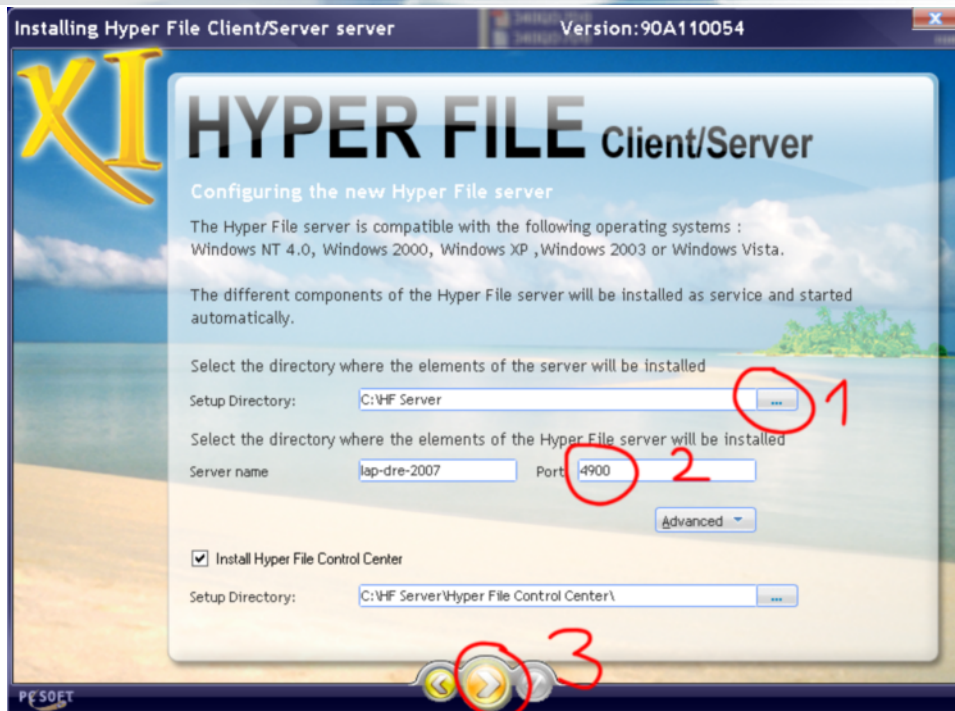 Installing Hyper File Client/Server server
Version:90A110054
XI
HYPER FILE Client/Server
Configuring the new Hyper File server
The Hyper File server is compatible with the following operating systems :
Windows NT 4.0, Windows 2000, Windows XP ,Windows 2003 or Windows Vista.
The different components of the Hyper File server will be installed as service and started
automatically.
Select the directory where the elements of the server will be installed
Setup Directory:
C:\HF Server
...
1
Select the directory where the elements of the Hyper File server will be installed
Server name
lap-dre-2007
Port
4900
2
Advanced
Install Hyper File Control Center
Setup Directory:
C:\HF Server\Hyper File Control Center\
...
3
PC SOFT